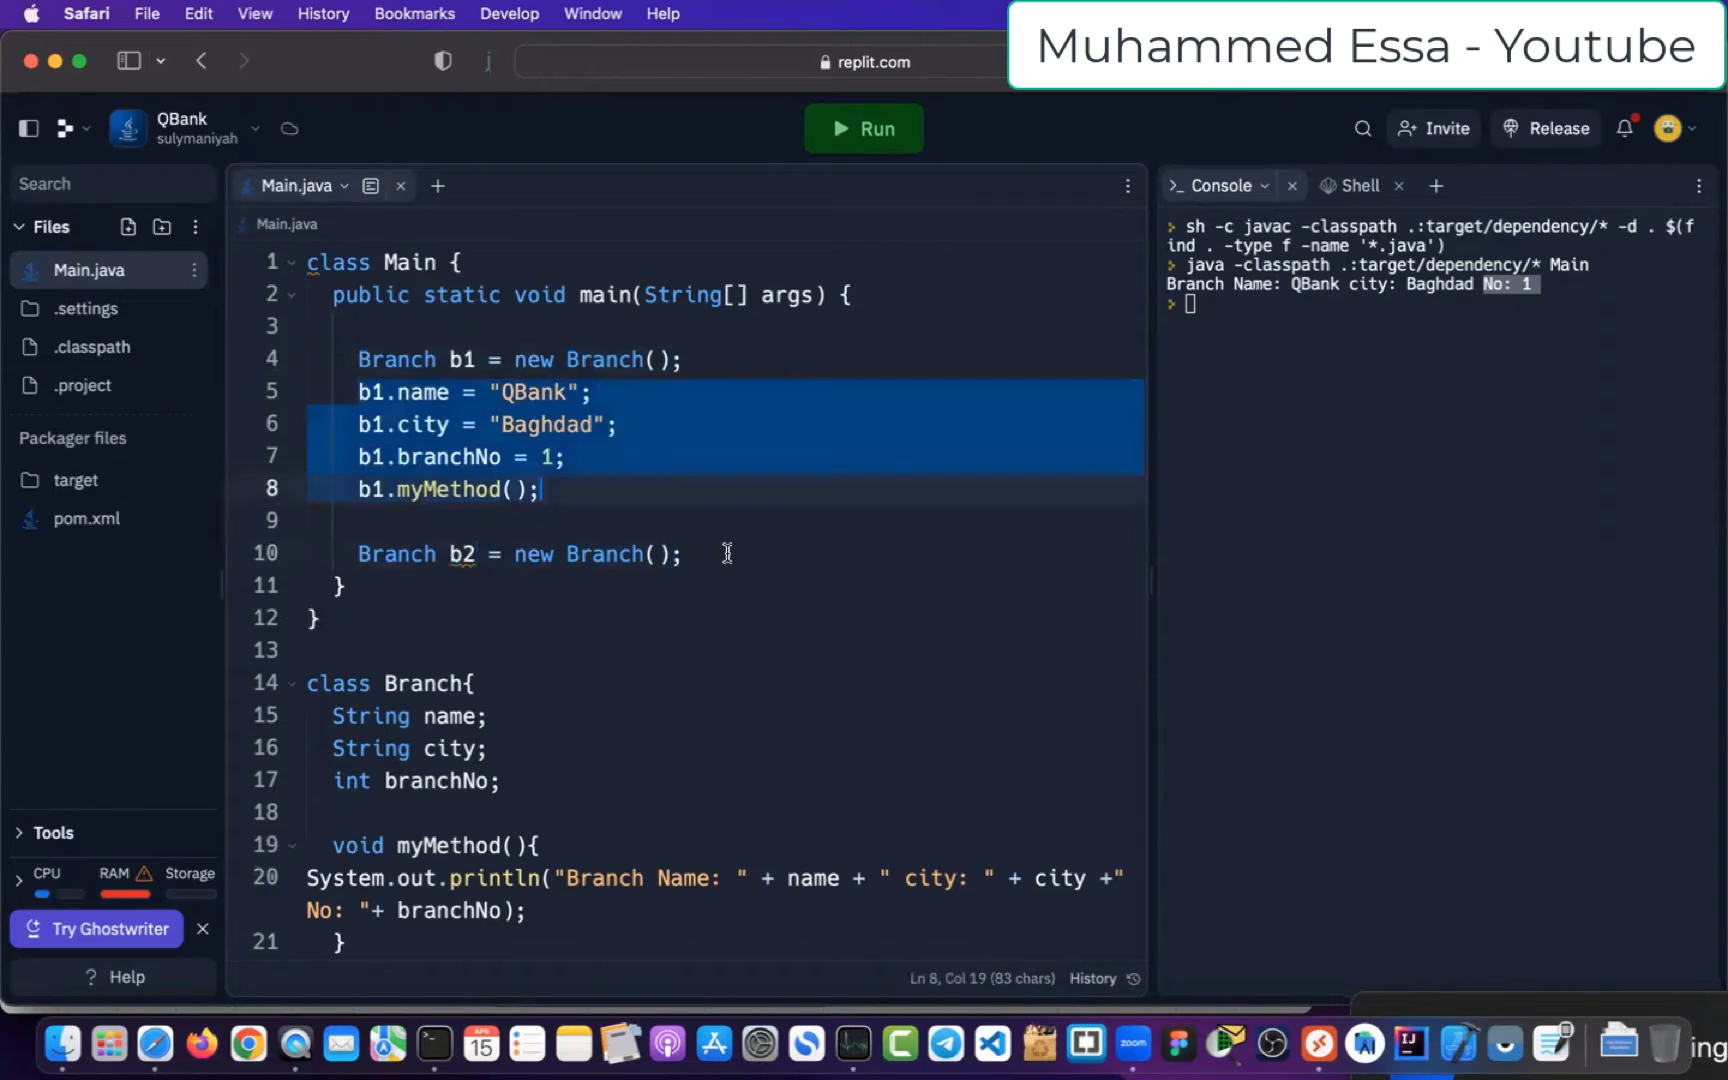 Safari File Edit View History Bookmarks Develop Window Help
Muhammed Essa - Youtube
replit.com
QBank
sulymaniyah
Run
Invite
Release
Search
Files
Main.java
.settings
.classpath
.project
Packager files
target
pom.xml
Tools
CPU RAM Storage
Try Ghostwriter
? Help
Main.java
Main.java
1 class Main {
2 public static void main(String[] args) {
3
4 Branch b1 = new Branch();
5 b1.name = "QBank";
6 b1.city = "Baghdad";
7 b1.branchNo = 1;
8 b1.myMethod();
9
10 Branch b2 = new Branch();
11 }
12 }
13
14 class Branch{
15 String name;
16 String city;
17 int branchNo;
18
19 void myMethod(){
20 System.out.println("Branch Name: " + name + " city: " + city +"
No: "+ branchNo);
21 }
Ln 8, Col 19 (83 chars) History
Console Shell
sh -c javac -classpath .:target/dependency/* -d . $(f
ind . -type f -name '*.java')
java -classpath .:target/dependency/* Main
Branch Name: QBank city: Baghdad No: 1
APR
15
zoom
IJ
ing